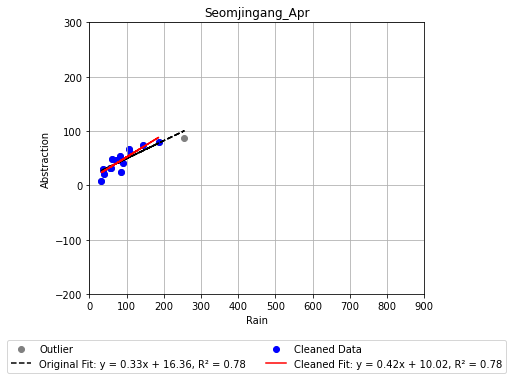 Seomjingang_Apr
300
200
100
0
−100
−200
Abstraction
0 100 200 300 400 500 600 700 800 900
Rain
Outlier
Original Fit: y = 0.33x + 16.36, R² = 0.78
Cleaned Data
Cleaned Fit: y = 0.42x + 10.02, R² = 0.78